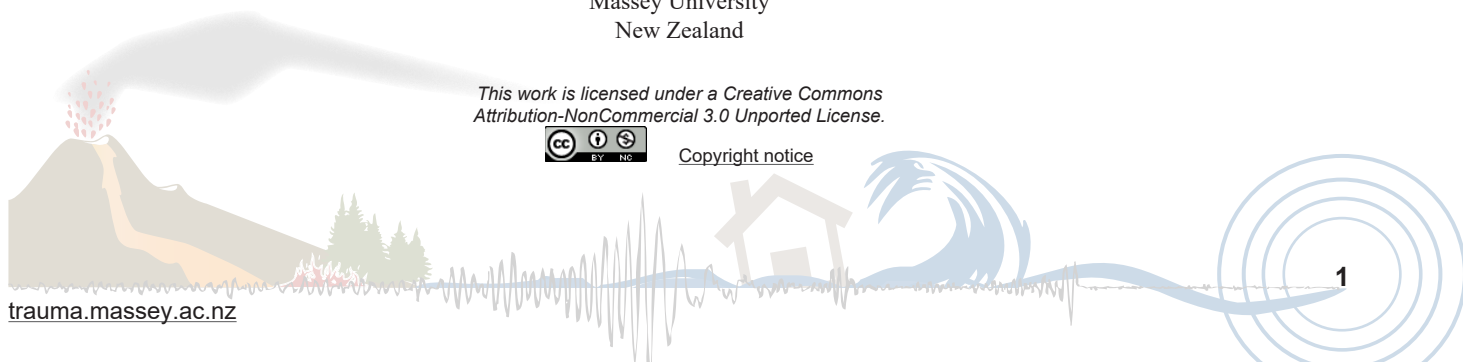 Massey University
New Zealand
This work is licensed under a Creative Commons
Attribution-NonCommercial 3.0 Unported License.
cc
BY NC
Copyright notice
1
trauma.massey.ac.nz